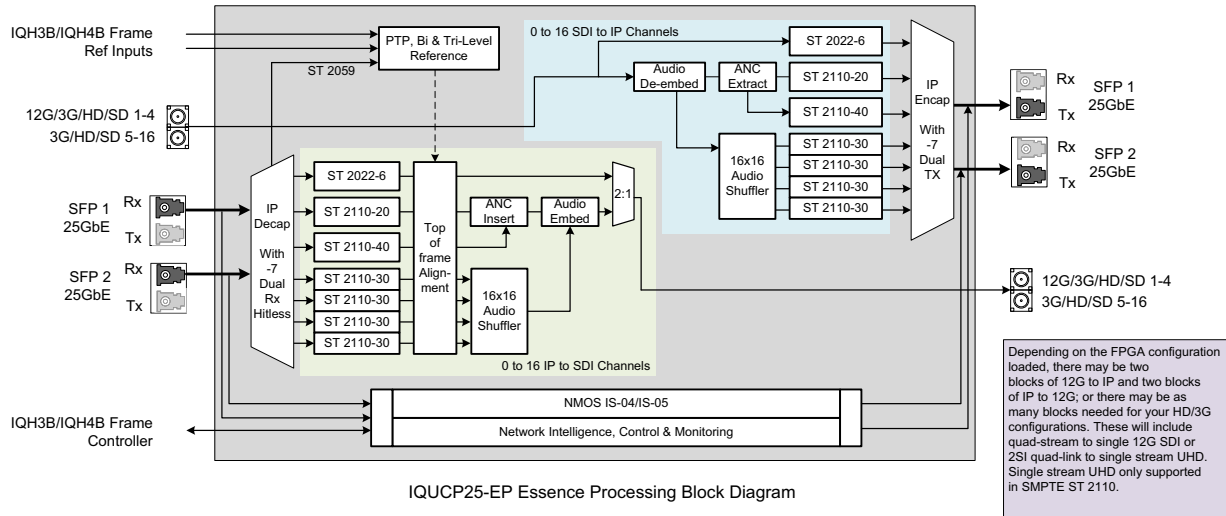 IQH3B/IQH4B Frame
Ref Inputs
PTP, Bi & Tri-Level
Reference
ST 2059
12G/3G/HD/SD 1-4
3G/HD/SD 5-16
0 to 16 SDI to IP Channels
Audio
De-embed
ANC
Extract
ST 2022-6
ST 2110-20
ST 2110-40
16x16
Audio
Shuffler
ST 2110-30
ST 2110-30
ST 2110-30
ST 2110-30
IP
Encap
With
-7
Dual
TX
Rx
Tx
SFP 1
25GbE
Rx
Tx
SFP 2
25GbE
SFP 1
25GbE
Rx
Tx
SFP 2
25GbE
Rx
Tx
IP
Decap
With
-7
Dual
Rx
Hitless
ST 2022-6
ST 2110-20
ST 2110-40
ST 2110-30
ST 2110-30
ST 2110-30
ST 2110-30
Top
of
frame
Align-
ment
ANC
Insert
Audio
Embed
2:1
16x16
Audio
Shuffler
0 to 16 IP to SDI Channels
12G/3G/HD/SD 1-4
3G/HD/SD 5-16
IQH3B/IQH4B Frame
Controller
NMOS IS-04/IS-05
Network Intelligence, Control & Monitoring
Depending on the FPGA configuration
loaded, there may be two
blocks of 12G to IP and two blocks
of IP to 12G; or there may be as
many blocks needed for your HD/3G
configurations. These will include
quad-stream to single 12G SDI or
2SI quad-link to single stream UHD.
Single stream UHD only supported
in SMPTE ST 2110.
IQUCP25-EP Essence Processing Block Diagram